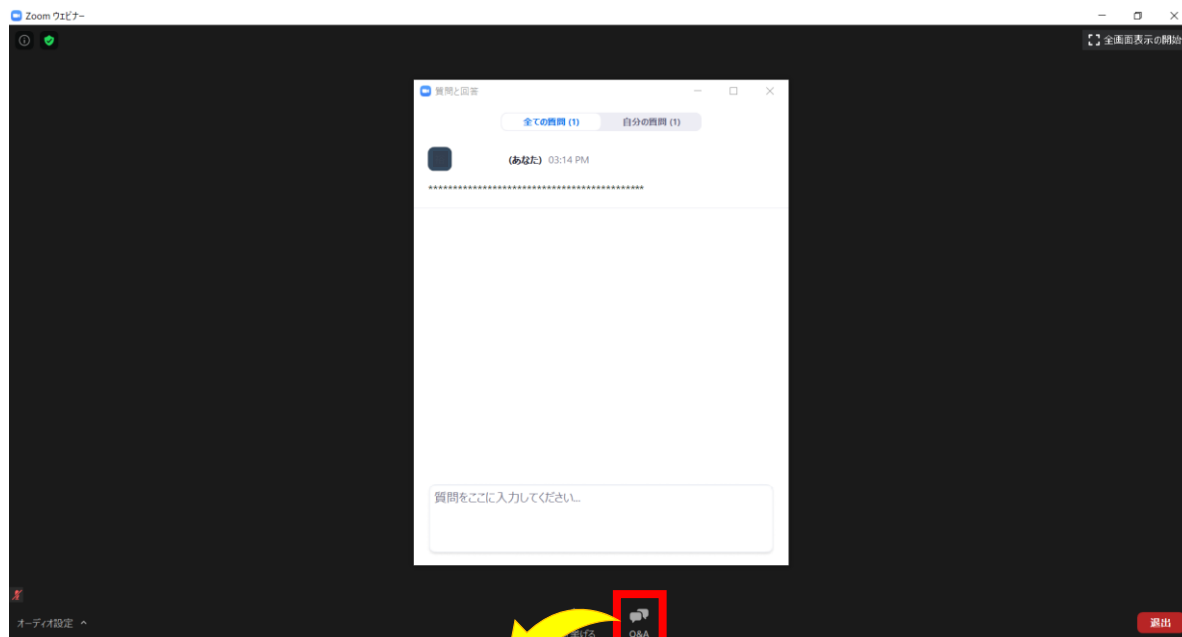 Zoom ウェビナー
全画面表示の開始
質問と回答
全ての質問 (1) 自分の質問 (1)
(あなた) 03:14 PM
********************************************
質問をここに入力してください...
オーディオ設定
Q&A
退出